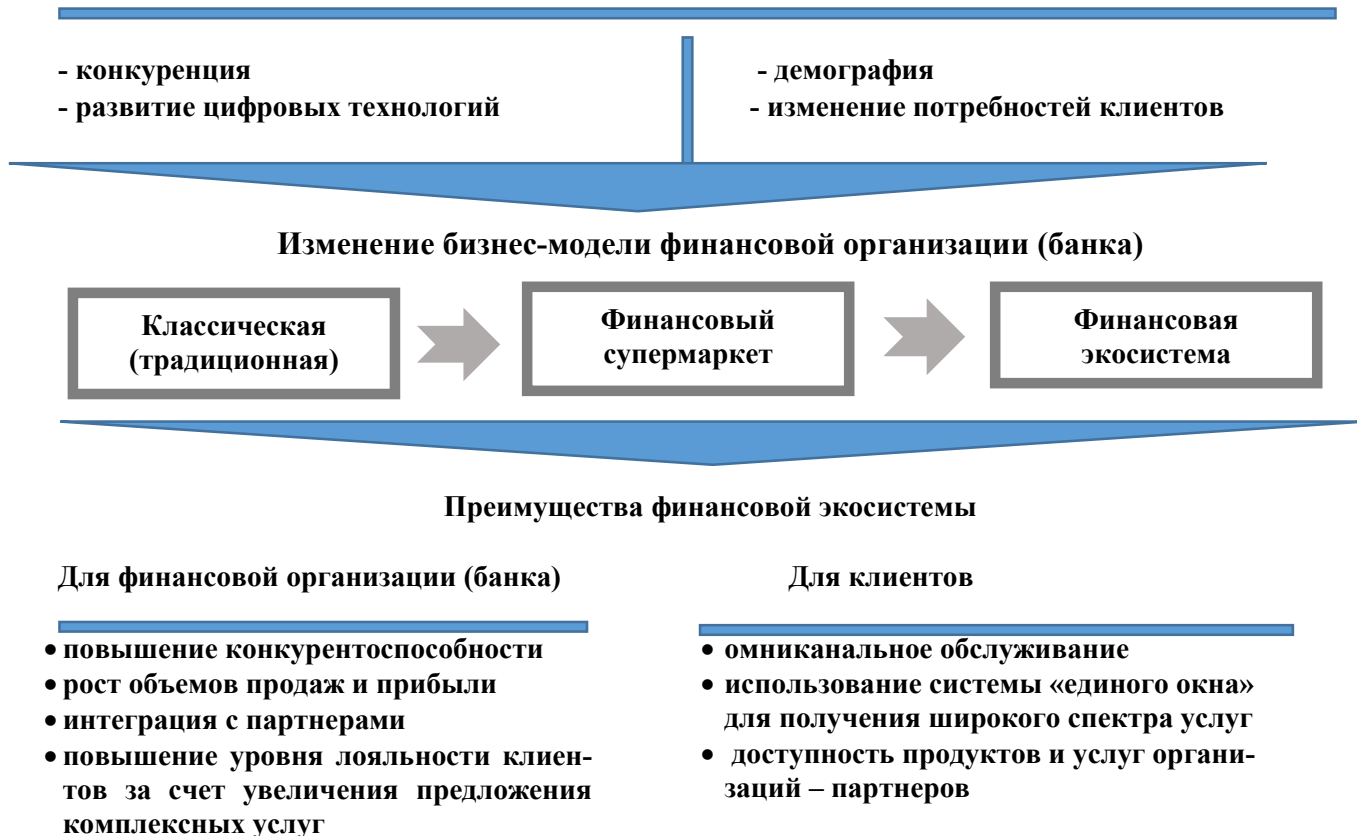 - конкуренция
- развитие цифровых технологий
- демография
- изменение потребностей клиентов
Изменение бизнес-модели финансовой организации (банка)
Классическая
(традиционная)
Финансовый
супермаркет
Финансовая
экосистема
Преимущества финансовой экосистемы
Для финансовой организации (банка)
• повышение конкурентоспособности
• рост объемов продаж и прибыли
• интеграция с партнерами
• повышение уровня лояльности клиен-
тов за счет увеличения предложения
комплексных услуг
Для клиентов
• омниканальное обслуживание
• использование системы «единого окна»
для получения широкого спектра услуг
• доступность продуктов и услуг органи-
заций – партнеров